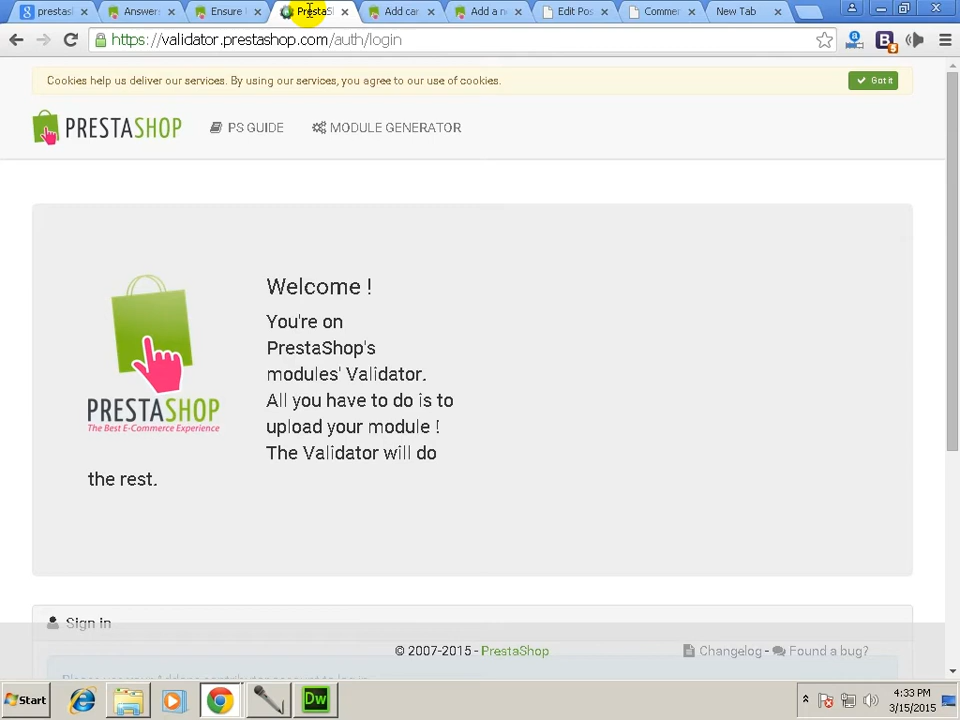 prestas
Answer:
Ensure
PrestaS
Add car
Add a n
Edit Pos
Commer
New Tab
https://validator.prestashop.com/auth/login
Cookies help us deliver our services. By using our services, you agree to our use of cookies.
Got it
PRESTASHOP
PS GUIDE
MODULE GENERATOR
Welcome !
You're on
PrestaShop's
modules' Validator.
All you have to do is to
upload your module !
The Validator will do
the rest.
PRESTASHOP
The Best E-Commerce Experience
Sign in
© 2007-2015 - PrestaShop
Changelog - Found a bug?
Start
Dw
4:33 PM
3/15/2015